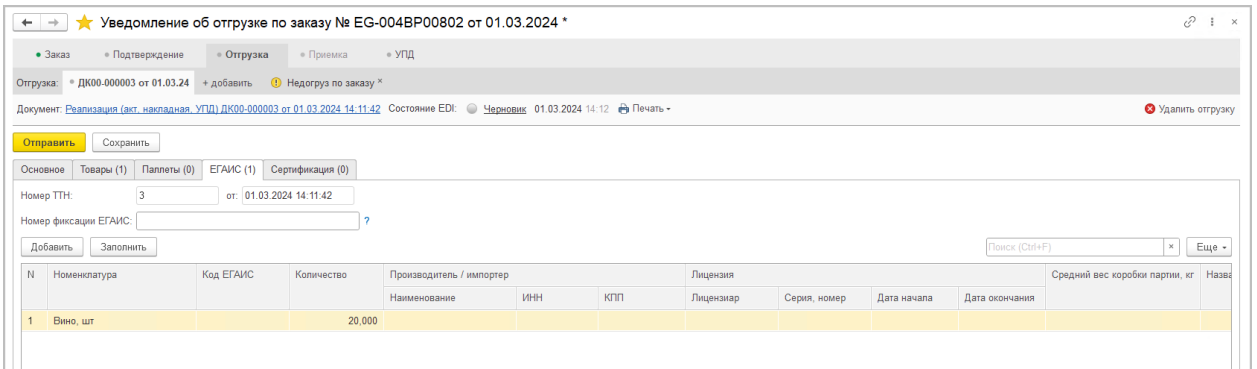 Уведомление об отгрузке по заказу № EG-004BP00802 от 01.03.2024 *
Заказ Подтверждение Отгрузка Приемка УПД
Отгрузка: ДК00-000003 от 01.03.24 + добавить Недогруз по заказу ×
Документ: Реализация (акт, накладная, УПД) ДК00-000003 от 01.03.2024 14:11:42 Состояние EDI: Черновик 01.03.2024 14:12 Печать Удалить отгрузку
Отправить Сохранить
Основное Товары (1) Паллеты (0) ЕГАИС (1) Сертификация (0)
Номер ТТН: 3 от: 01.03.2024 14:11:42
Номер фиксации ЕГАИС: ?
Добавить Заполнить Поиск (Ctrl+F) × Еще
N Номенклатура Код ЕГАИС Количество Производитель / импортер Лицензия Средний вес коробки партии, кг Назва
Наименование ИНН КПП Лицензиар Серия, номер Дата начала Дата окончания
1 Вино, шт 20,000